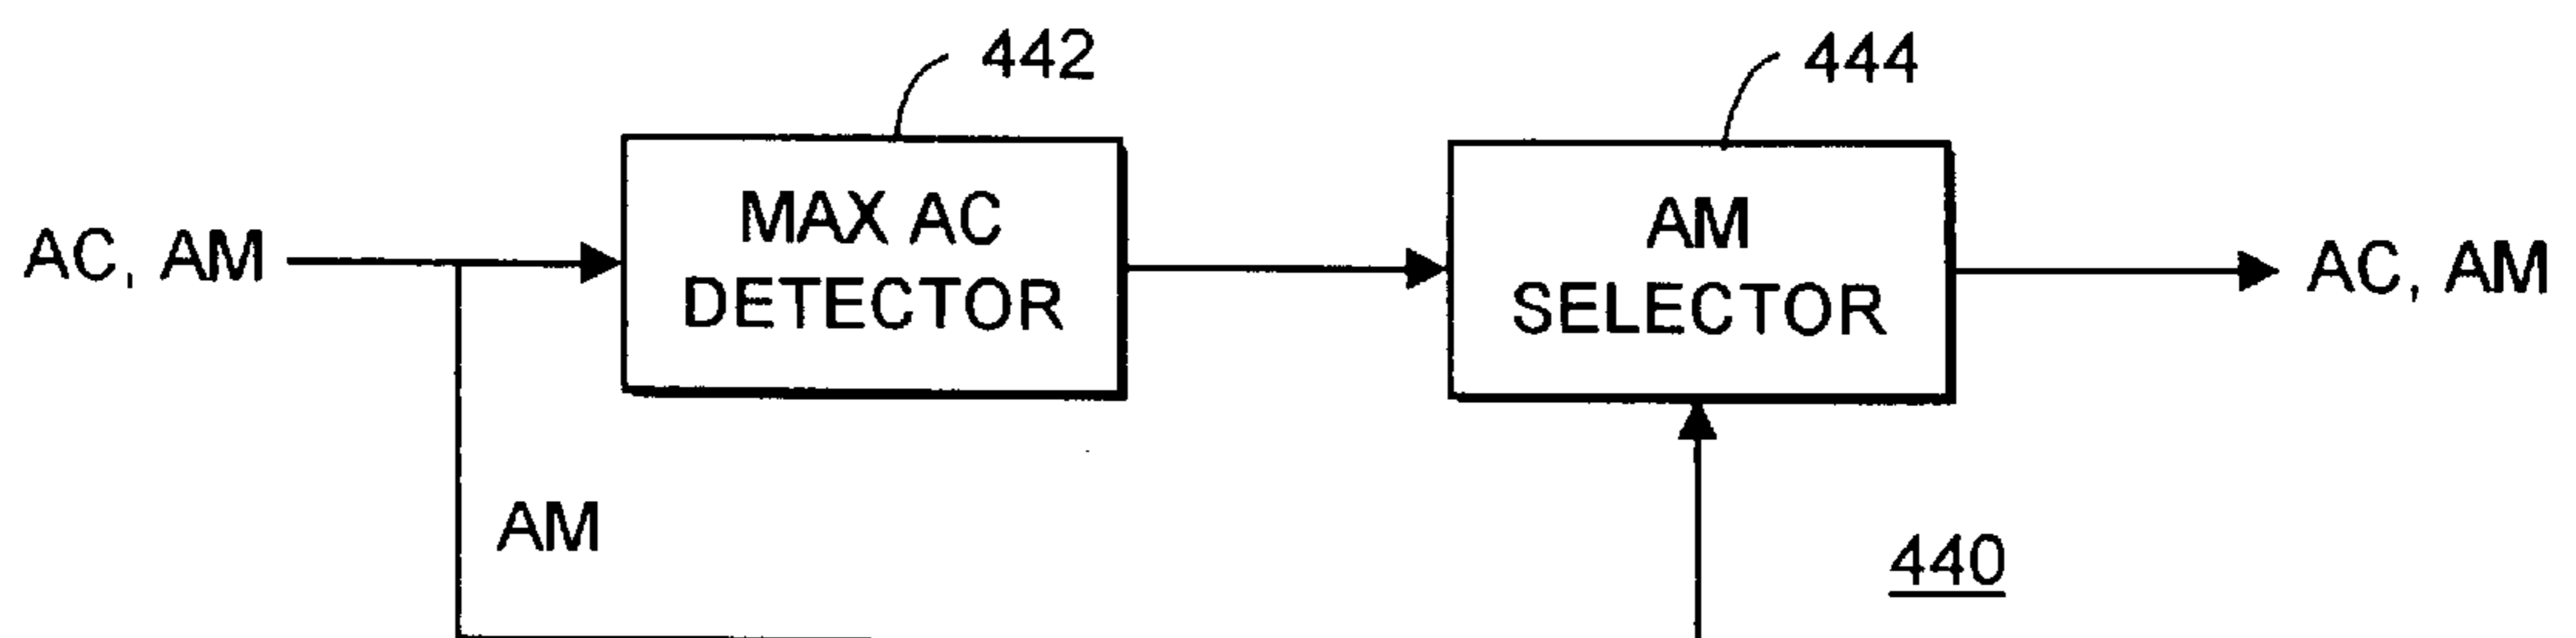 442
444
AC, AM
MAX AC
DETECTOR
AM
SELECTOR
AC, AM
AM
440